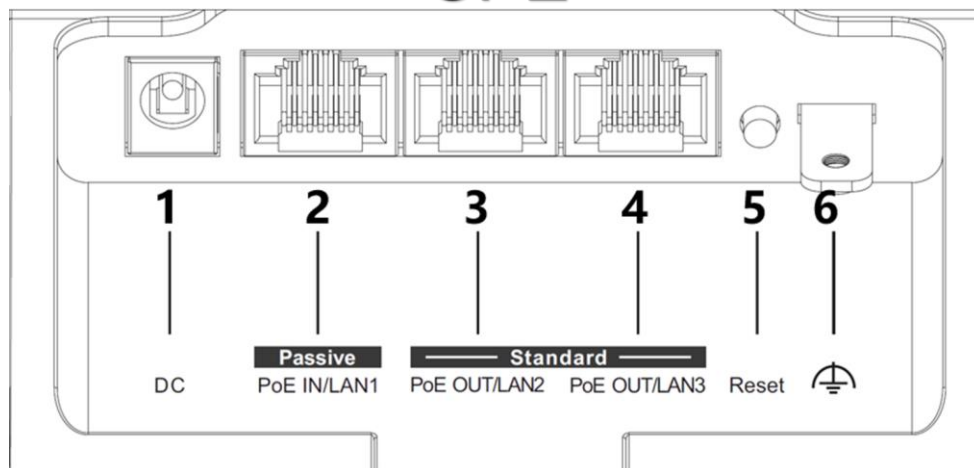 1 2 3 4 5 6
Passive Standard
DC PoE IN/LAN1 PoE OUT/LAN2 PoE OUT/LAN3 Reset